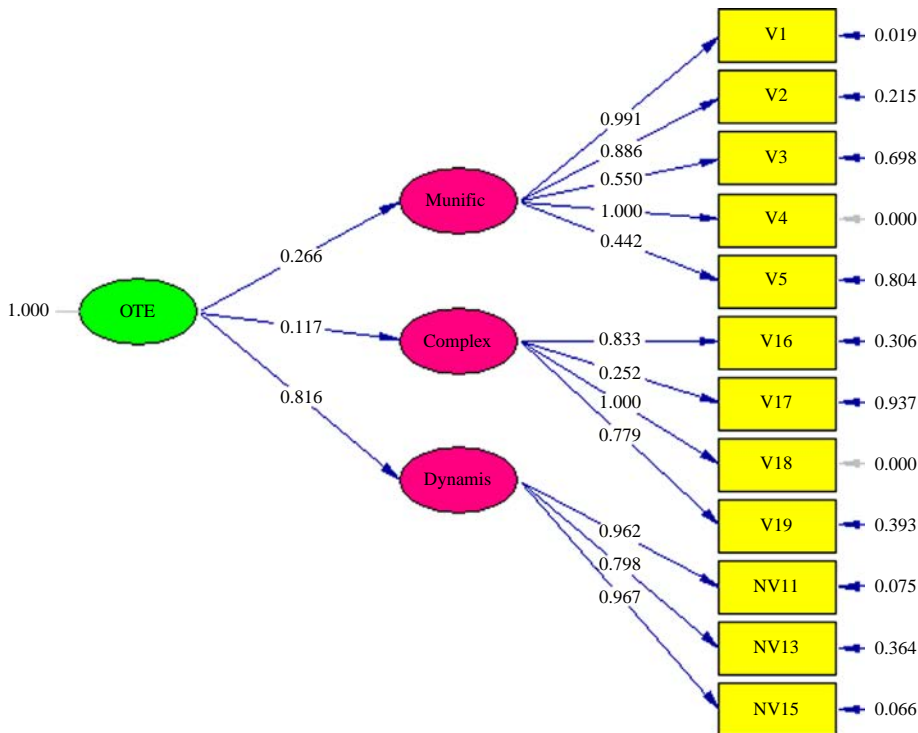 V1
0.019
V2
0.215
0.991
V3
0.698
0.886
0.550
Munific
1.000
V4
0.000
0.442
0.266
V5
0.804
1.000
OTE
0.117
Complex
0.833
V16
0.306
0.252
0.816
1.000
V17
0.937
0.779
V18
0.000
Dynamis
V19
0.393
0.962
0.798
NV11
0.075
0.967
NV13
0.364
NV15
0.066